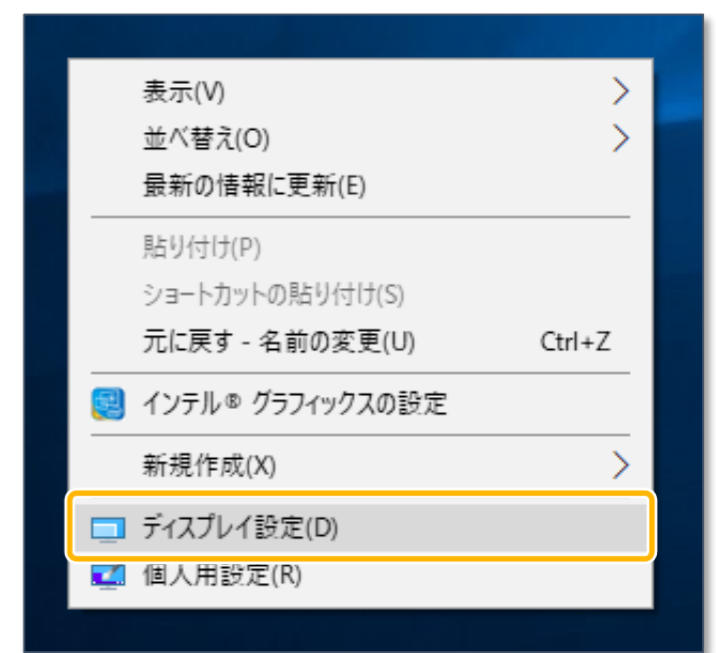 表示(V)
並べ替え(O)
最新の情報に更新(E)
貼り付け(P)
ショートカットの貼り付け(S)
元に戻す - 名前の変更(U) Ctrl+Z
インテル® グラフィックスの設定
新規作成(X)
ディスプレイ設定(D)
個人用設定(R)